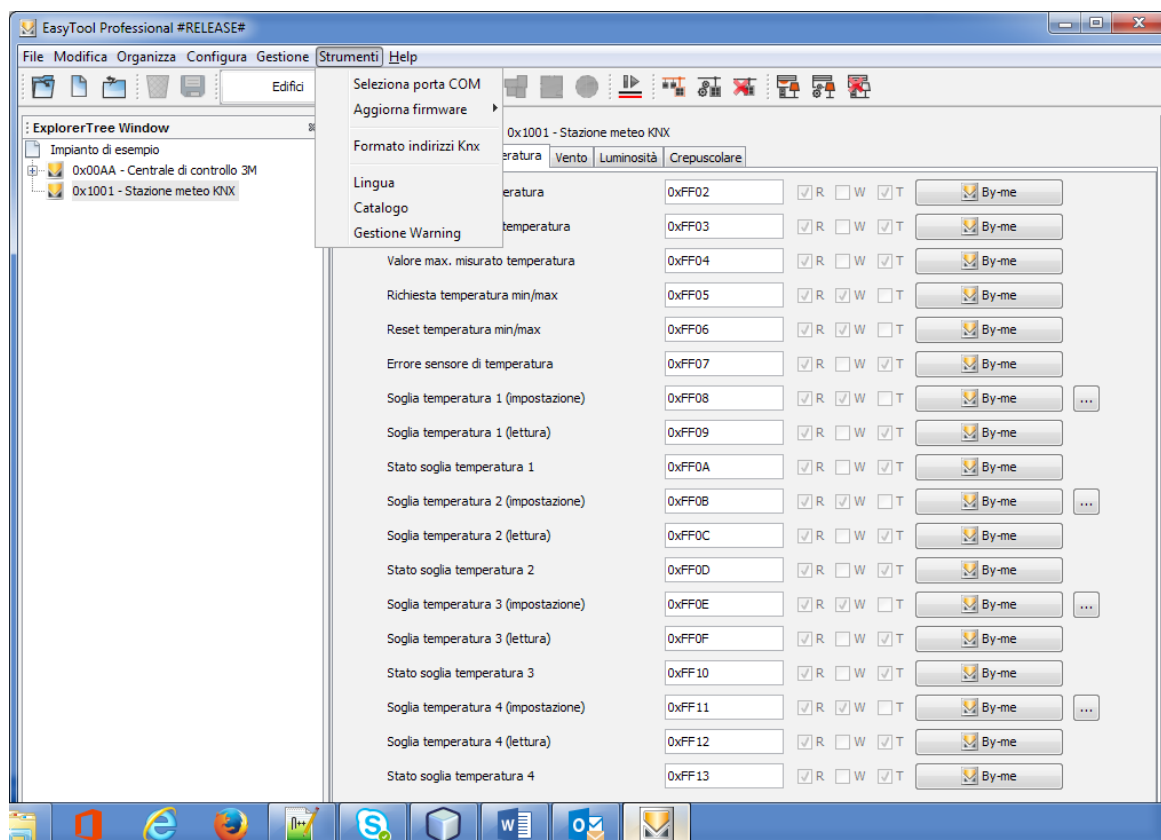 EasyTool Professional #RELEASE#
File Modifica Organizza Configura Gestione Strumenti Help
Edifici
Seleziona porta COM
Aggiorna firmware
Formato indirizzi Knx
Lingua
Catalogo
Gestione Warning
ExplorerTree Window
Impianto di esempio
0x00AA - Centrale di controllo 3M
0x1001 - Stazione meteo KNX
0x1001 - Stazione meteo KNX
Vento Luminosità Crepuscolare
0xFF02 R W T By-me
temperatura 0xFF03 R W T By-me
Valore max. misurato temperatura 0xFF04 R W T By-me
Richiesta temperatura min/max 0xFF05 R W T By-me
Reset temperatura min/max 0xFF06 R W T By-me
Errore sensore di temperatura 0xFF07 R W T By-me
Soglia temperatura 1 (impostazione) 0xFF08 R W T By-me ...
Soglia temperatura 1 (lettura) 0xFF09 R W T By-me
Stato soglia temperatura 1 0xFF0A R W T By-me
Soglia temperatura 2 (impostazione) 0xFF0B R W T By-me ...
Soglia temperatura 2 (lettura) 0xFF0C R W T By-me
Stato soglia temperatura 2 0xFF0D R W T By-me
Soglia temperatura 3 (impostazione) 0xFF0E R W T By-me ...
Soglia temperatura 3 (lettura) 0xFF0F R W T By-me
Stato soglia temperatura 3 0xFF10 R W T By-me
Soglia temperatura 4 (impostazione) 0xFF11 R W T By-me ...
Soglia temperatura 4 (lettura) 0xFF12 R W T By-me
Stato soglia temperatura 4 0xFF13 R W T By-me